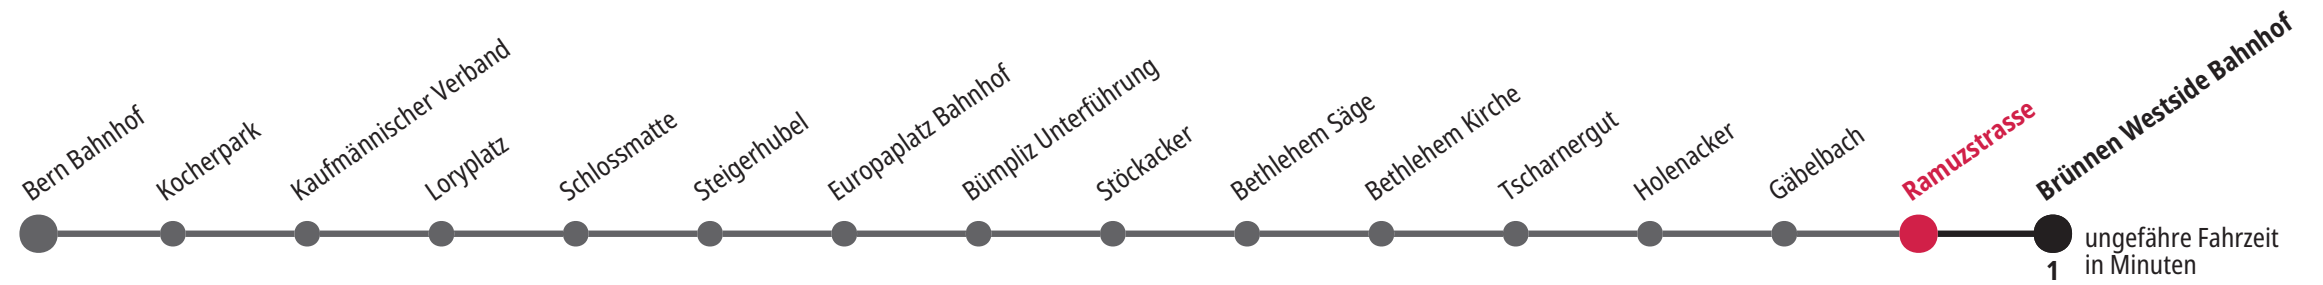 Bern Bahnhof
Kocherpark
Kaufmännischer Verband
Loryplatz
Schlossmatte
Steigerhubel
Europaplatz Bahnhof
Bümpliz Unterführung
Stöckacker
Bethlehem Säge
Bethlehem Kirche
Tscharnergut
Holenacker
Gäbelbach
Ramuzstrasse
Brünnen Westside Bahnhof
1
ungefähre Fahrzeit
in Minuten